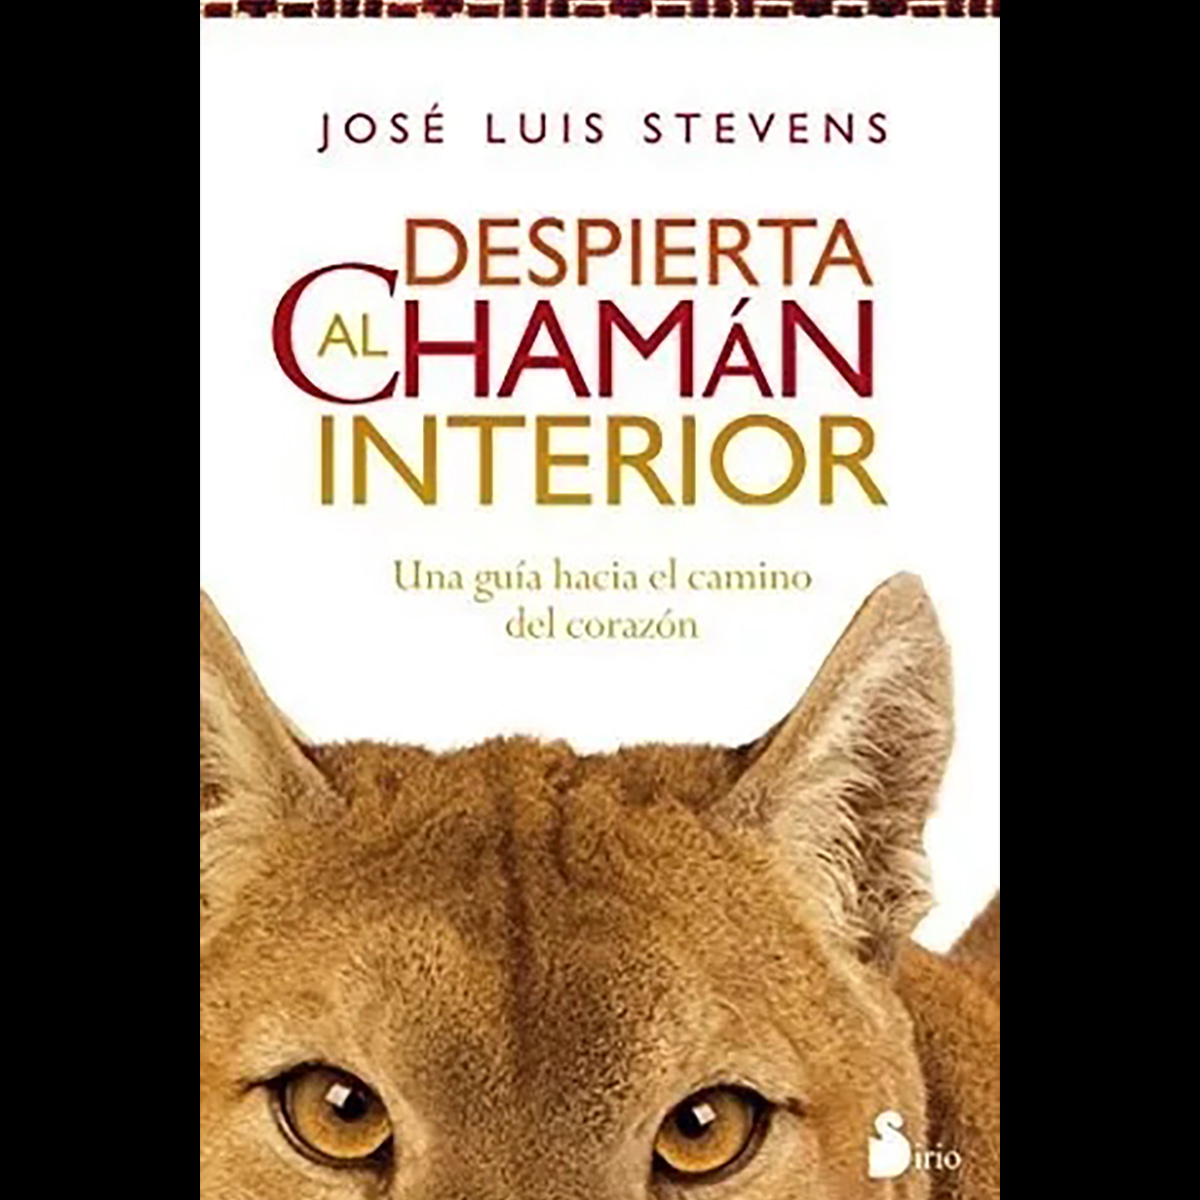 JOSÉ LUIS STEVENS
DESPIERTA
AL CHAMÁN
INTERIOR
Una guía hacia el camino
del corazón
Sirio